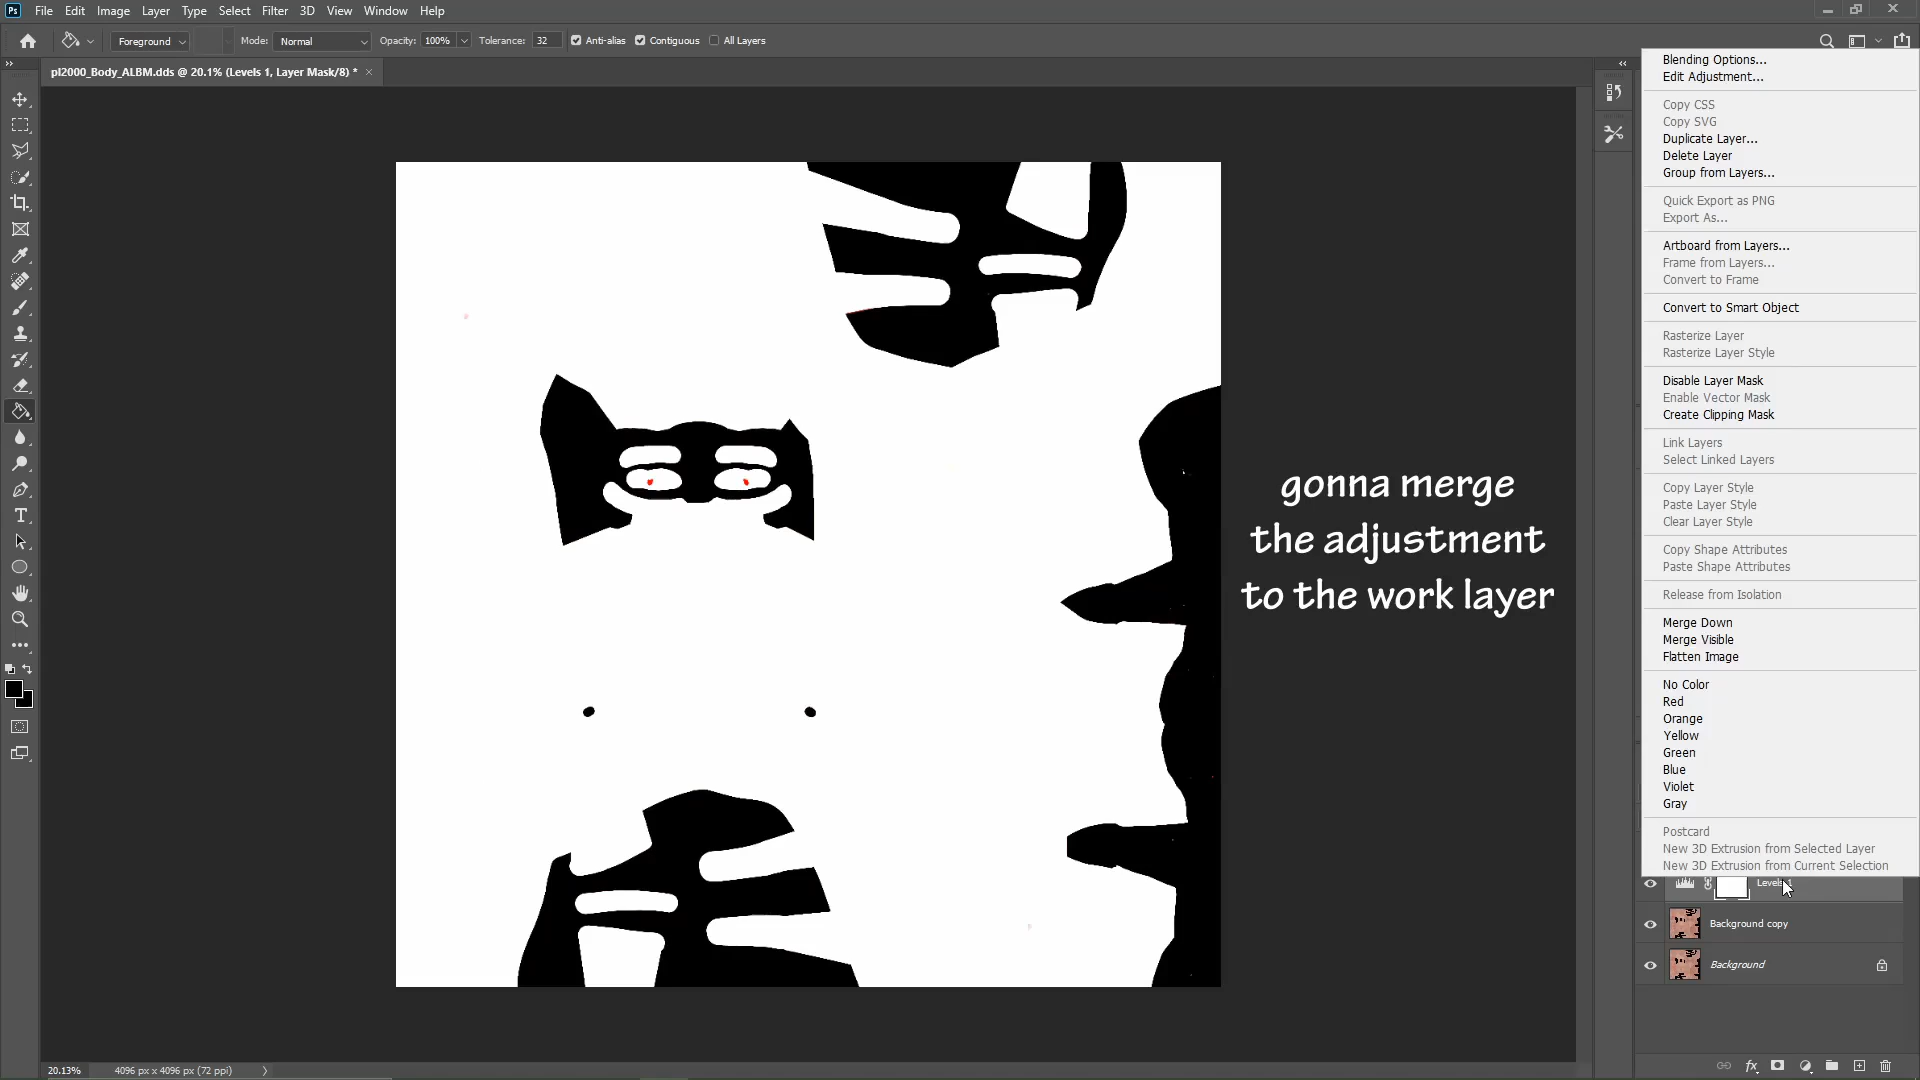 Ps File Edit Image Layer Type Select Filter 3D View Window Help
Foreground Mode: Normal Opacity: 100% Tolerance: 32 Anti-alias Contiguous All Layers
pl2000_Body_ALBM.dds @ 20.1% (Levels 1, Layer Mask/8) *
gonna merge
the adjustment
to the work layer
Blending Options...
Edit Adjustment...
Copy CSS
Copy SVG
Duplicate Layer...
Delete Layer
Group from Layers...
Quick Export as PNG
Export As...
Artboard from Layers...
Frame from Layers...
Convert to Frame
Convert to Smart Object
Rasterize Layer
Rasterize Layer Style
Disable Layer Mask
Enable Vector Mask
Create Clipping Mask
Link Layers
Select Linked Layers
Copy Layer Style
Paste Layer Style
Clear Layer Style
Copy Shape Attributes
Paste Shape Attributes
Release from Isolation
Merge Down
Merge Visible
Flatten Image
No Color
Red
Orange
Yellow
Green
Blue
Violet
Gray
Postcard
New 3D Extrusion from Selected Layer
New 3D Extrusion from Current Selection
Levels 1
Background copy
Background
20.13% 4096 px x 4096 px (72 ppi)